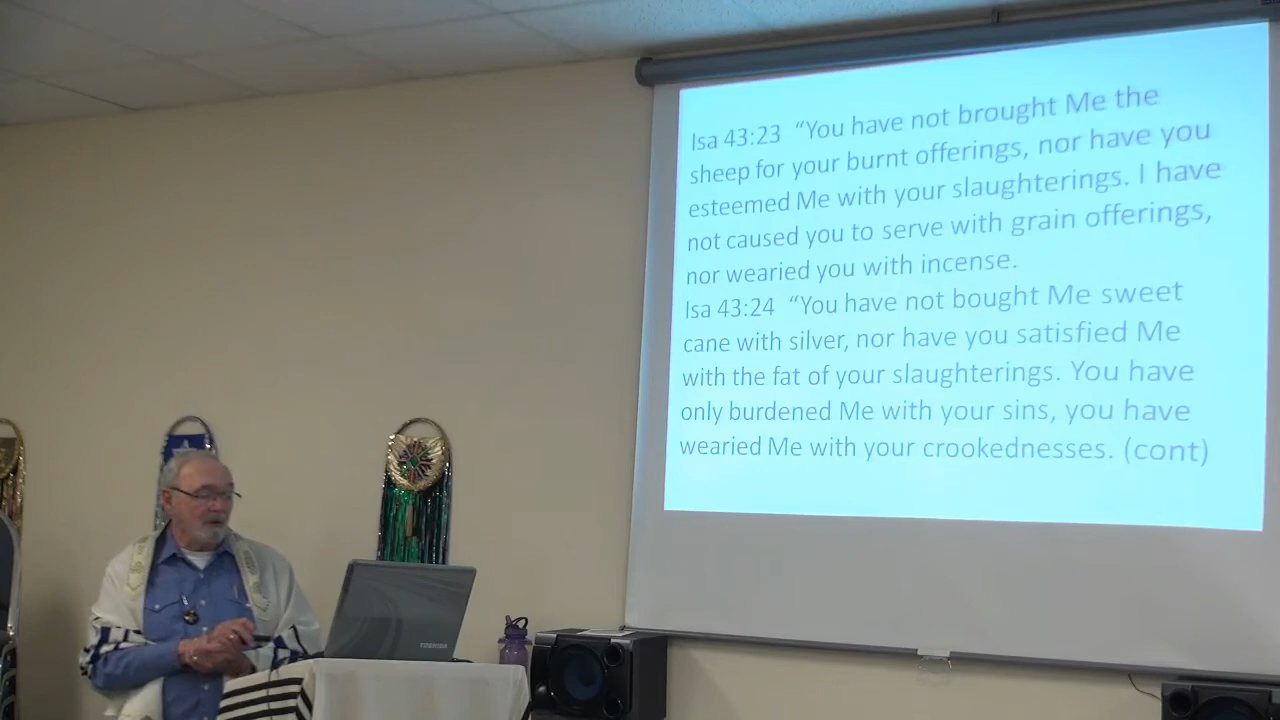 Isa 43:23 “You have not brought Me the
sheep for your burnt offerings, nor have you
esteemed Me with your slaughterings. I have
not caused you to serve with grain offerings,
nor wearied you with incense.
Isa 43:24 “You have not bought Me sweet
cane with silver, nor have you satisfied Me
with the fat of your slaughterings. You have
only burdened Me with your sins, you have
wearied Me with your crookednesses. (cont)
TOSHIBA